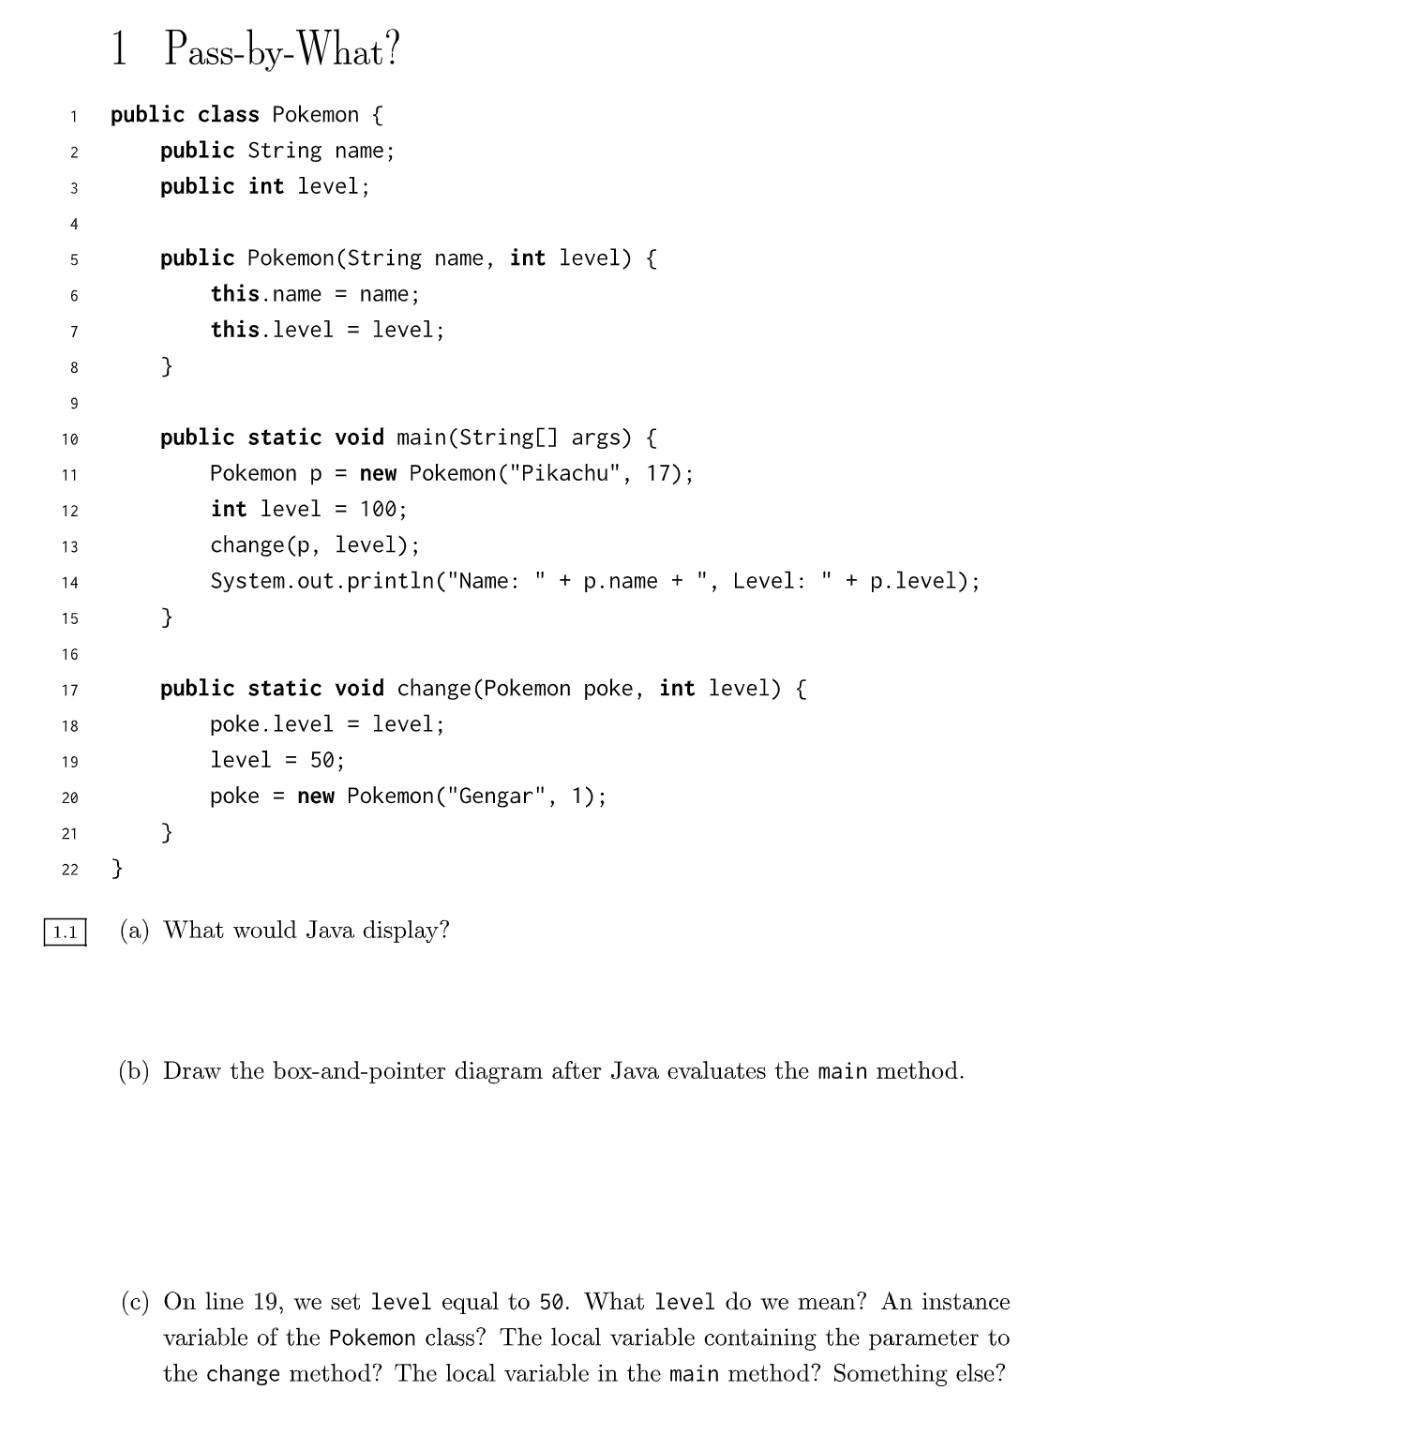 1 Pass-by-What?
1 public class Pokemon {
2     public String name;
3     public int level;
4
5     public Pokemon(String name, int level) {
6         this.name = name;
7         this.level = level;
8     }
9
10     public static void main(String[] args) {
11         Pokemon p = new Pokemon("Pikachu", 17);
12         int level = 100;
13         change(p, level);
14         System.out.println("Name: " + p.name + ", Level: " + p.level);
15     }
16
17     public static void change(Pokemon poke, int level) {
18         poke.level = level;
19         level = 50;
20         poke = new Pokemon("Gengar", 1);
21     }
22 }
1.1 (a) What would Java display?
(b) Draw the box-and-pointer diagram after Java evaluates the main method.
(c) On line 19, we set level equal to 50. What level do we mean? An instance
variable of the Pokemon class? The local variable containing the parameter to
the change method? The local variable in the main method? Something else?